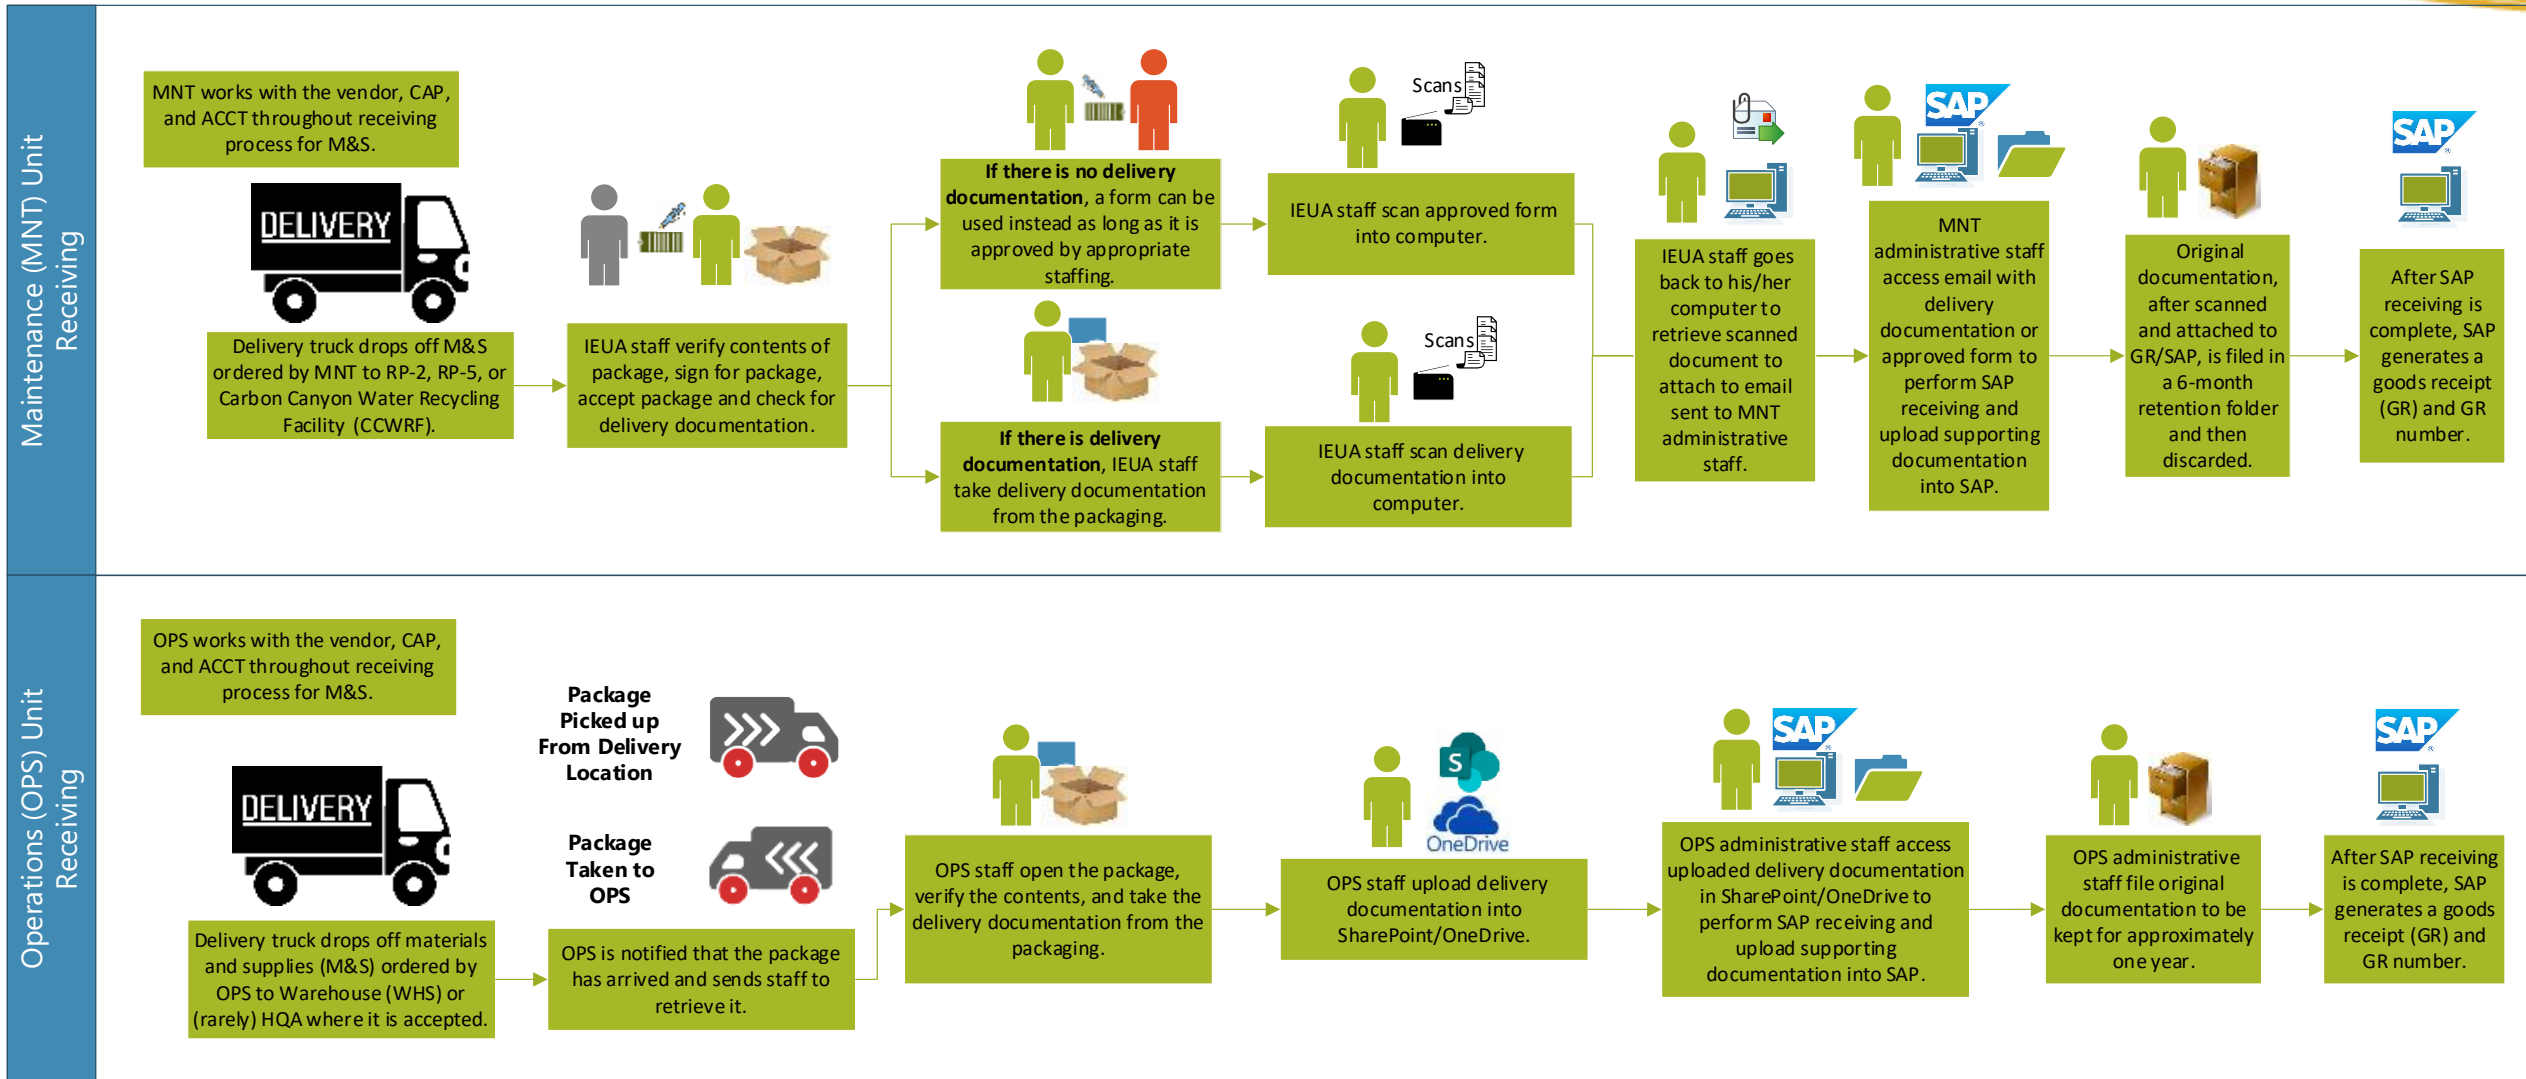 Maintenance (MNT) Unit
Receiving
MNT works with the vendor, CAP,
and ACCT throughout receiving
process for M&S.
DELIVERY
Delivery truck drops off M&S
ordered by MNT to RP-2, RP-5, or
Carbon Canyon Water Recycling
Facility (CCWRF).
IEUA staff verify contents of
package, sign for package,
accept package and check for
delivery documentation.
If there is no delivery
documentation, a form can be
used instead as long as it is
approved by appropriate
staffing.
Scans
IEUA staff scan approved form
into computer.
If there is delivery
documentation, IEUA staff
take delivery documentation
from the packaging.
Scans
IEUA staff scan delivery
documentation into
computer.
IEUA staff goes
back to his/her
computer to
retrieve scanned
document to
attach to email
sent to MNT
administrative
staff.
SAP
MNT
administrative staff
access email with
delivery
documentation or
approved form to
perform SAP
receiving and
upload supporting
documentation
into SAP.
Original
documentation,
after scanned
and attached to
GR/SAP, is filed in
a 6-month
retention folder
and then
discarded.
SAP
After SAP
receiving is
complete, SAP
generates a
goods receipt
(GR) and GR
number.
Operations (OPS) Unit
Receiving
OPS works with the vendor, CAP,
and ACCT throughout receiving
process for M&S.
DELIVERY
Delivery truck drops off materials
and supplies (M&S) ordered by
OPS to Warehouse (WHS) or
(rarely) HQA where it is accepted.
Package
Picked up
From Delivery
Location
Package
Taken to
OPS
OPS is notified that the package
has arrived and sends staff to
retrieve it.
OPS staff open the package,
verify the contents, and take the
delivery documentation from the
packaging.
S
OneDrive
OPS staff upload delivery
documentation into
SharePoint/OneDrive.
SAP
OPS administrative staff access
uploaded delivery documentation
in SharePoint/OneDrive to
perform SAP receiving and
upload supporting
documentation into SAP.
OPS administrative
staff file original
documentation to be
kept for approximately
one year.
SAP
After SAP receiving
is complete, SAP
generates a goods
receipt (GR) and
GR number.